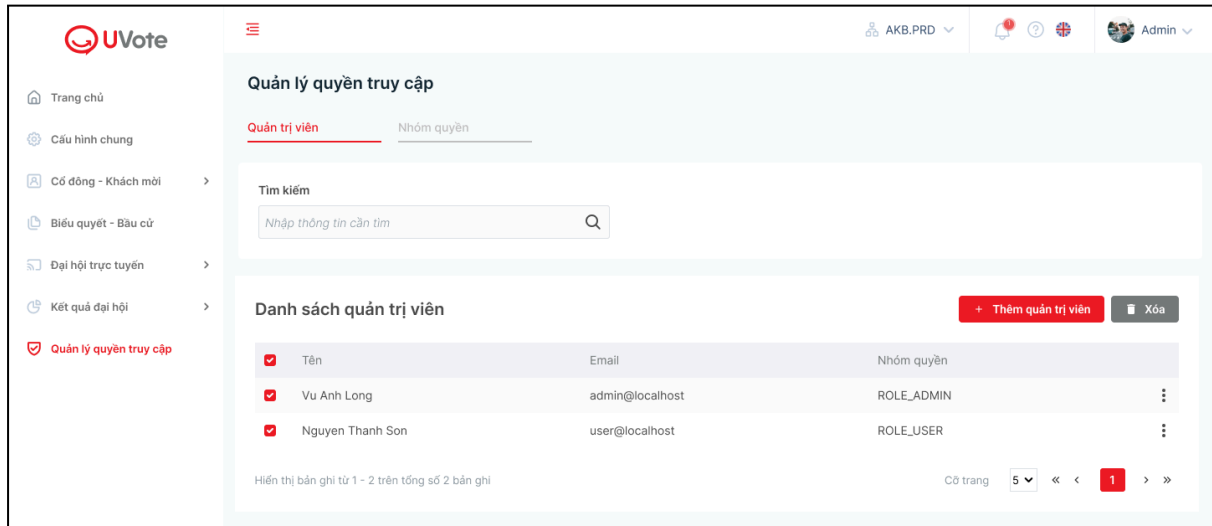 UVote
AKB.PRD
Admin
Trang chủ
Cấu hình chung
Cổ đông - Khách mời
Biểu quyết - Bầu cử
Đại hội trực tuyến
Kết quả đại hội
Quản lý quyền truy cập
Quản lý quyền truy cập
Quản trị viên Nhóm quyền
Tìm kiếm
Nhập thông tin cần tìm
Danh sách quản trị viên
+ Thêm quản trị viên Xóa
Tên Email Nhóm quyền
Vu Anh Long admin@localhost ROLE_ADMIN
Nguyen Thanh Son user@localhost ROLE_USER
Hiển thị bản ghi từ 1 - 2 trên tổng số 2 bản ghi Cỡ trang 5 « < 1 > »